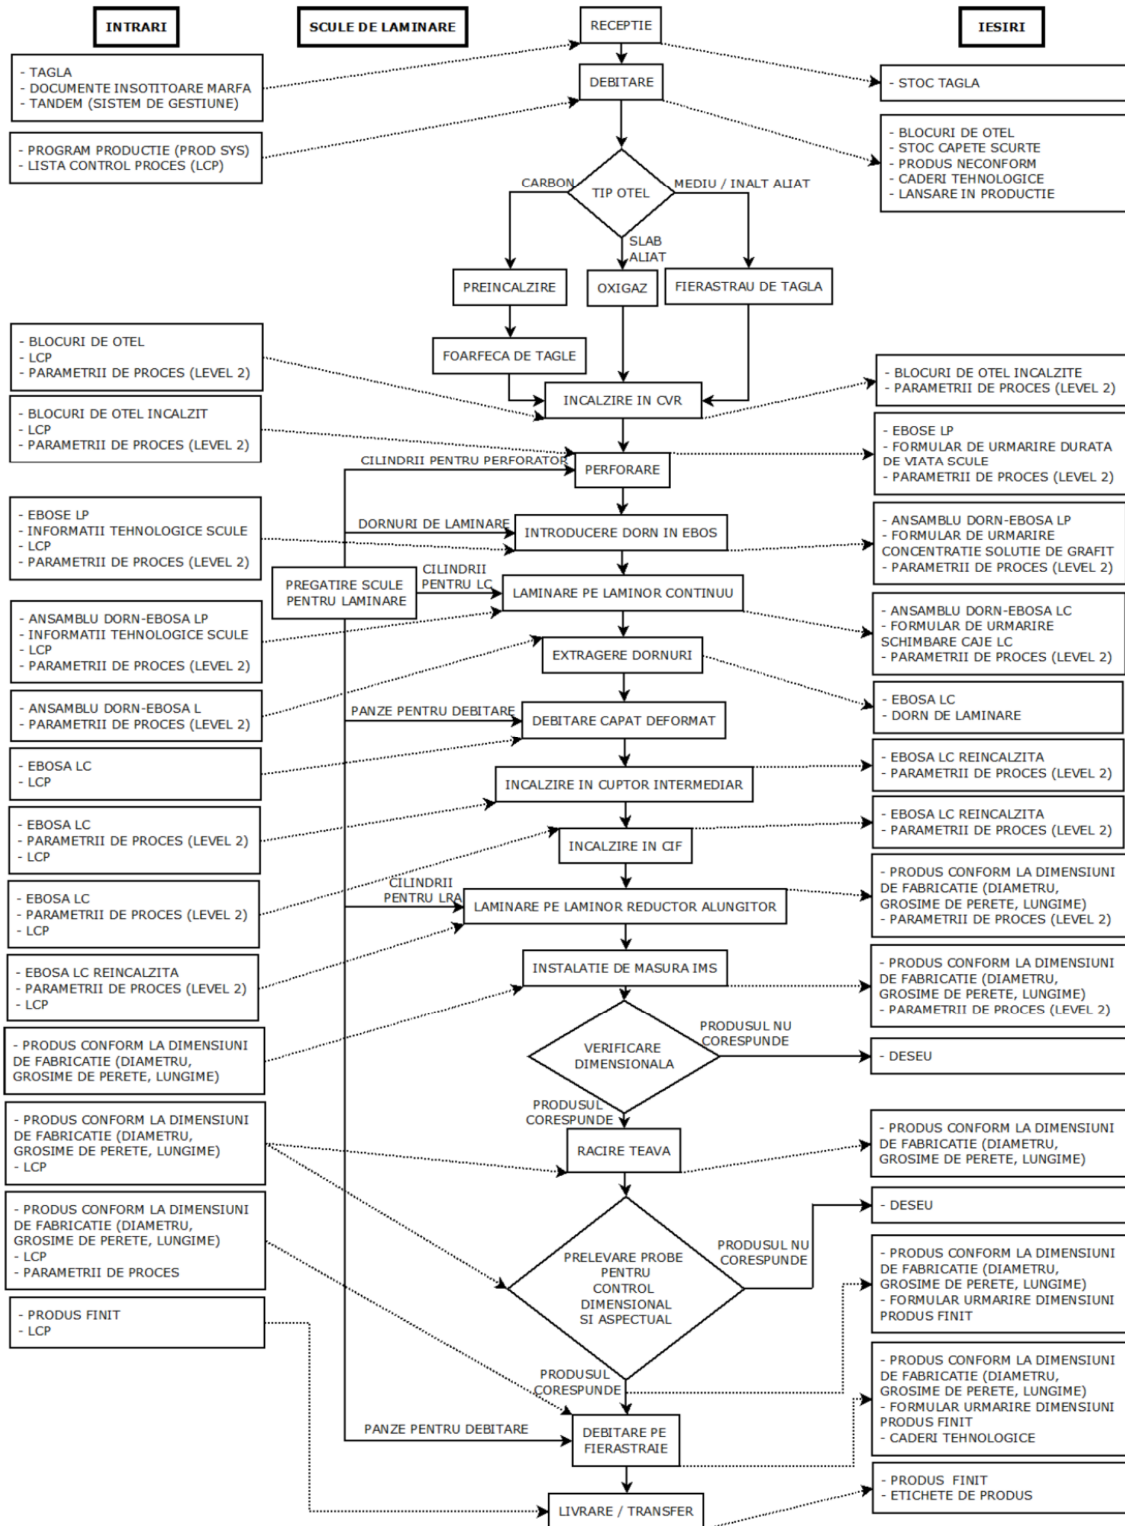 INTRARI
SCULE DE LAMINARE
RECEPTIE
IESIRI
- TAGLA
- DOCUMENTE INSOTITOARE MARFA
- TANDEM (SISTEM DE GESTIUNE)
DEBITARE
- STOC TAGLA
- PROGRAM PRODUCTIE (PROD SYS)
- LISTA CONTROL PROCES (LCP)
- BLOCURI DE OTEL
- STOC CAPETE SCURTE
- PRODUS NECONFORM
- CADERI TEHNOLOGICE
- LANSARE IN PRODUCTIE
CARBON
TIP OTEL
MEDIU / INALT ALIAT
SLAB
ALIAT
PREINCALZIRE
OXIGAZ
FIERASTRAU DE TAGLA
FOARFECA DE TAGLE
- BLOCURI DE OTEL
- LCP
- PARAMETRII DE PROCES (LEVEL 2)
INCALZIRE IN CVR
- BLOCURI DE OTEL INCALZITE
- PARAMETRII DE PROCES (LEVEL 2)
- BLOCURI DE OTEL INCALZIT
- LCP
- PARAMETRII DE PROCES (LEVEL 2)
CILINDRII PENTRU PERFORATOR
PERFORARE
- EBOSE LP
- FORMULAR DE URMARIRE DURATA
DE VIATA SCULE
- PARAMETRII DE PROCES (LEVEL 2)
- EBOSE LP
- INFORMATII TEHNOLOGICE SCULE
- LCP
- PARAMETRII DE PROCES (LEVEL 2)
DORNURI DE LAMINARE
INTRODUCERE DORN IN EBOS
- ANSAMBLU DORN-EBOSA LP
- FORMULAR DE URMARIRE
CONCENTRATIE SOLUTIE DE GRAFIT
- PARAMETRII DE PROCES (LEVEL 2)
PREGATIRE SCULE
PENTRU LAMINARE
CILINDRII
PENTRU LC
LAMINARE PE LAMINOR CONTINUU
- ANSAMBLU DORN-EBOSA LP
- INFORMATII TEHNOLOGICE SCULE
- LCP
- PARAMETRII DE PROCES (LEVEL 2)
- ANSAMBLU DORN-EBOSA LC
- FORMULAR DE URMARIRE
SCHIMBARE CAJE LC
- PARAMETRII DE PROCES (LEVEL 2)
EXTRAGERE DORNURI
- ANSAMBLU DORN-EBOSA L
- PARAMETRII DE PROCES (LEVEL 2)
- EBOSA LC
- DORN DE LAMINARE
PANZE PENTRU DEBITARE
DEBITARE CAPAT DEFORMAT
- EBOSA LC
- LCP
INCALZIRE IN CUPTOR INTERMEDIAR
- EBOSA LC REINCALZITA
- PARAMETRII DE PROCES (LEVEL 2)
- EBOSA LC
- PARAMETRII DE PROCES (LEVEL 2)
- LCP
INCALZIRE IN CIF
- EBOSA LC REINCALZITA
- PARAMETRII DE PROCES (LEVEL 2)
- EBOSA LC
- PARAMETRII DE PROCES (LEVEL 2)
- LCP
CILINDRII
PENTRU LRA
LAMINARE PE LAMINOR REDUCTOR ALUNGITOR
- PRODUS CONFORM LA DIMENSIUNI
DE FABRICATIE (DIAMETRU,
GROSIME DE PERETE, LUNGIME)
- PARAMETRII DE PROCES (LEVEL 2)
- EBOSA LC REINCALZITA
- PARAMETRII DE PROCES (LEVEL 2)
- LCP
INSTALATIE DE MASURA IMS
- PRODUS CONFORM LA DIMENSIUNI
DE FABRICATIE (DIAMETRU,
GROSIME DE PERETE, LUNGIME)
- PARAMETRII DE PROCES (LEVEL 2)
- PRODUS CONFORM LA DIMENSIUNI
DE FABRICATIE (DIAMETRU,
GROSIME DE PERETE, LUNGIME)
VERIFICARE
DIMENSIONALA
PRODUSUL NU
CORESPUNDE
- DESEU
PRODUSUL
CORESPUNDE
- PRODUS CONFORM LA DIMENSIUNI
DE FABRICATIE (DIAMETRU,
GROSIME DE PERETE, LUNGIME)
- LCP
RACIRE TEAVA
- PRODUS CONFORM LA DIMENSIUNI
DE FABRICATIE (DIAMETRU,
GROSIME DE PERETE, LUNGIME)
- PRODUS CONFORM LA DIMENSIUNI
DE FABRICATIE (DIAMETRU,
GROSIME DE PERETE, LUNGIME)
- LCP
- PARAMETRII DE PROCES
PRELEVARE PROBE
PENTRU
CONTROL
DIMENSIONAL
SI ASPECTUAL
PRODUSUL NU
CORESPUNDE
- DESEU
- PRODUS CONFORM LA DIMENSIUNI
DE FABRICATIE (DIAMETRU,
GROSIME DE PERETE, LUNGIME)
- FORMULAR URMARIRE DIMENSIUNI
PRODUS FINIT
- PRODUS FINIT
- LCP
PRODUSUL
CORESPUNDE
- PRODUS CONFORM LA DIMENSIUNI
DE FABRICATIE (DIAMETRU,
GROSIME DE PERETE, LUNGIME)
- FORMULAR URMARIRE DIMENSIUNI
PRODUS FINIT
- CADERI TEHNOLOGICE
PANZE PENTRU DEBITARE
DEBITARE PE
FIERASTRAIE
- PRODUS FINIT
- ETICHETE DE PRODUS
LIVRARE / TRANSFER